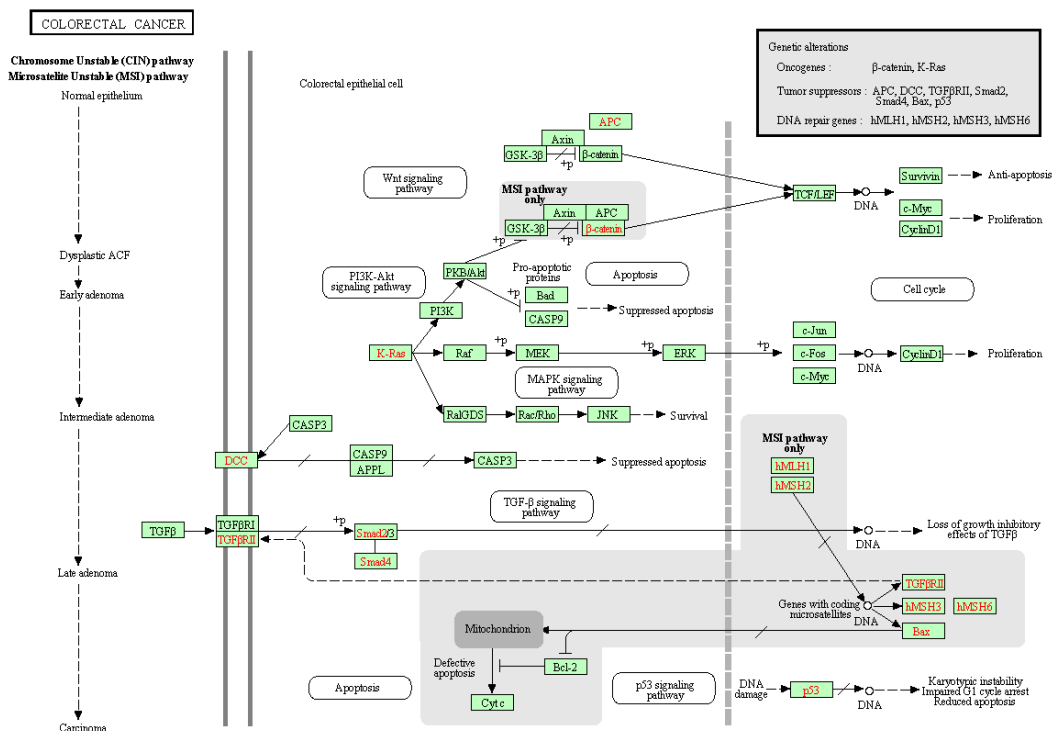 COLORECTAL CANCER
Chromosome Unstable (CIN) pathway
Microsatelite Unstable (MSI) pathway
Normal epithelium
Dysplastic ACF
Early adenoma
Intermediate adenoma
Late adenoma
Carcinoma
Colorectal epithelial cell
Genetic alterations
Oncogenes : β-catenin, K-Ras
Tumor suppressors : APC, DCC, TGFβRII, Smad2,
Smad4, Bax, p53
DNA repair genes : hMLH1, hMSH2, hMSH3, hMSH6
APC
Axin
GSK-3β
β-catenin
+p
Wnt signaling
pathway
MSI pathway
only
Axin
APC
GSK-3β
β-catenin
+p
+p
TCF/LEF
DNA
Survivin
Anti-apoptosis
c-Myc
CyclinD1
Proliferation
PI3K-Akt
signaling pathway
PKB/Akt
Pro-apoptotic
proteins
Apoptosis
+p
Bad
CASP9
Suppressed apoptosis
Cell cycle
PI3K
K-Ras
Raf
+p
MEK
+p
ERK
+p
c-Jun
c-Fos
c-Myc
DNA
CyclinD1
Proliferation
MAPK signaling
pathway
RalGDS
Rac/Rho
JNK
Survival
CASP3
DCC
CASP9
APPL
CASP3
Suppressed apoptosis
MSI pathway
only
hMLH1
hMSH2
TGF-β signaling
pathway
TGFβ
TGFβRI
TGFβRII
+p
Smad2/3
Smad4
DNA
Loss of growth inhibitory
effects of TGFβ
Genes with coding
microsatellites
DNA
TGFβRII
hMSH3
hMSH6
Bax
Mitochondrion
Defective
apoptosis
Bcl-2
Cyt c
Apoptosis
p53 signaling
pathway
DNA
damage
p53
DNA
Karyotypic instability
Impaired G1 cycle arrest
Reduced apoptosis